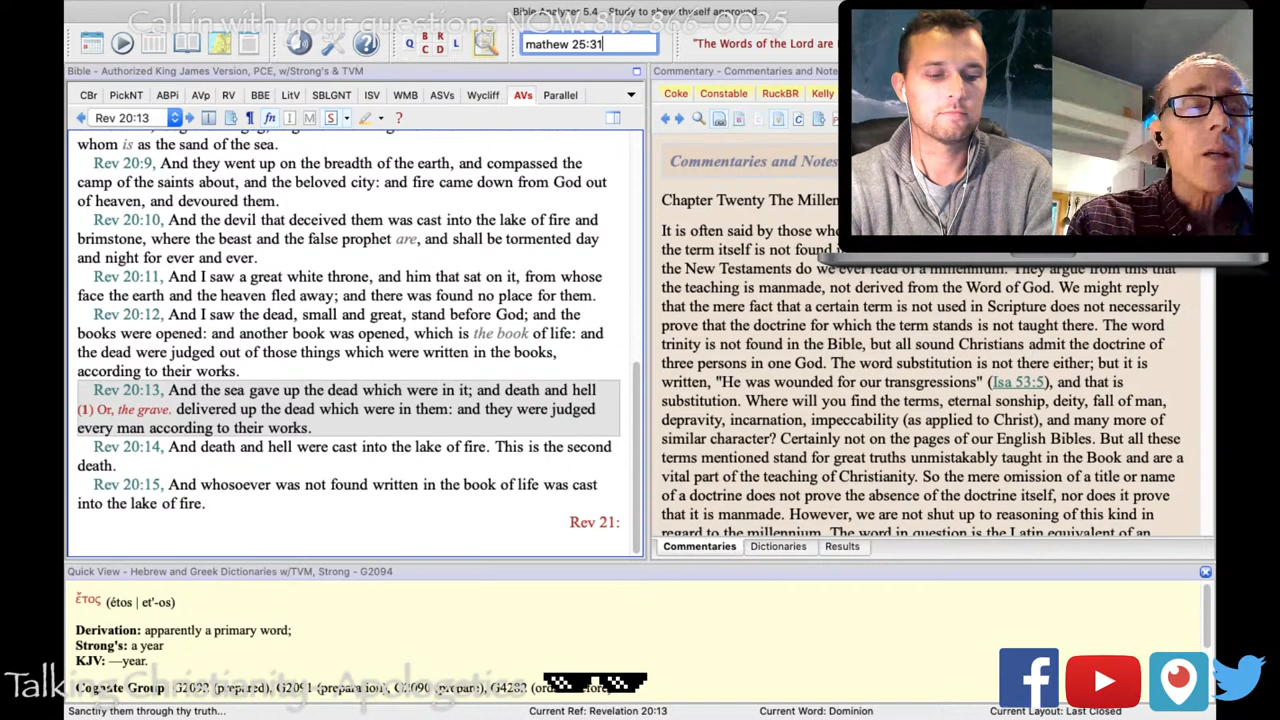 Call in with your questions NOW: 816-866-0025
Bible Analyzer 5.4 - Study to shew thyself approved...
Q
B
C
R
D
L
mathew 25:31
"The Words of the Lord are
Bible - Authorized King James Version, PCE, w/Strong's & TVM
Commentary - Commentaries and Notes
CBr PickNT ABPi AVp RV BBE LitV SBLGNT ISV WMB ASVs Wycliff AVs Parallel
Coke Constable RuckBR Kelly
Rev 20:13
fn I M S ?
whom is as the sand of the sea.
Rev 20:9, And they went up on the breadth of the earth, and compassed the
camp of the saints about, and the beloved city: and fire came down from God out
of heaven, and devoured them.
Rev 20:10, And the devil that deceived them was cast into the lake of fire and
brimstone, where the beast and the false prophet are, and shall be tormented day
and night for ever and ever.
Rev 20:11, And I saw a great white throne, and him that sat on it, from whose
face the earth and the heaven fled away; and there was found no place for them.
Rev 20:12, And I saw the dead, small and great, stand before God; and the
books were opened: and another book was opened, which is the book of life: and
the dead were judged out of those things which were written in the books,
according to their works.
Rev 20:13, And the sea gave up the dead which were in it; and death and hell
(1) Or, the grave. delivered up the dead which were in them: and they were judged
every man according to their works.
Rev 20:14, And death and hell were cast into the lake of fire. This is the second
death.
Rev 20:15, And whosoever was not found written in the book of life was cast
into the lake of fire.
Rev 21:
Commentaries and Notes
Chapter Twenty The Millen
It is often said by those who
the term itself is not found i
the New Testaments do we ever read of a millennium. They argue from this that
the teaching is manmade, not derived from the Word of God. We might reply
that the mere fact that a certain term is not used in Scripture does not necessarily
prove that the doctrine for which the term stands is not taught there. The word
trinity is not found in the Bible, but all sound Christians admit the doctrine of
three persons in one God. The word substitution is not there either; but it is
written, "He was wounded for our transgressions" (Isa 53:5), and that is
substitution. Where will you find the terms, eternal sonship, deity, fall of man,
depravity, incarnation, impeccability (as applied to Christ), and many more of
similar character? Certainly not on the pages of our English Bibles. But all these
terms mentioned stand for great truths unmistakably taught in the Book and are a
vital part of the teaching of Christianity. So the mere omission of a title or name
of a doctrine does not prove the absence of the doctrine itself, nor does it prove
that it is manmade. However, we are not shut up to reasoning of this kind in
regard to the millennium. The word in question is the Latin equivalent of an
Commentaries Dictionaries Results
Quick View - Hebrew and Greek Dictionaries w/TVM, Strong - G2094
ἔτος (étos | et'-os)
Derivation: apparently a primary word;
Strong's: a year
KJV: —year.
Cognate Group
Talking Christianity: Apologetics
Sanctify them through thy truth...
Current Ref: Revelation 20:13
Current Word: Dominion
Current Layout: Last Closed